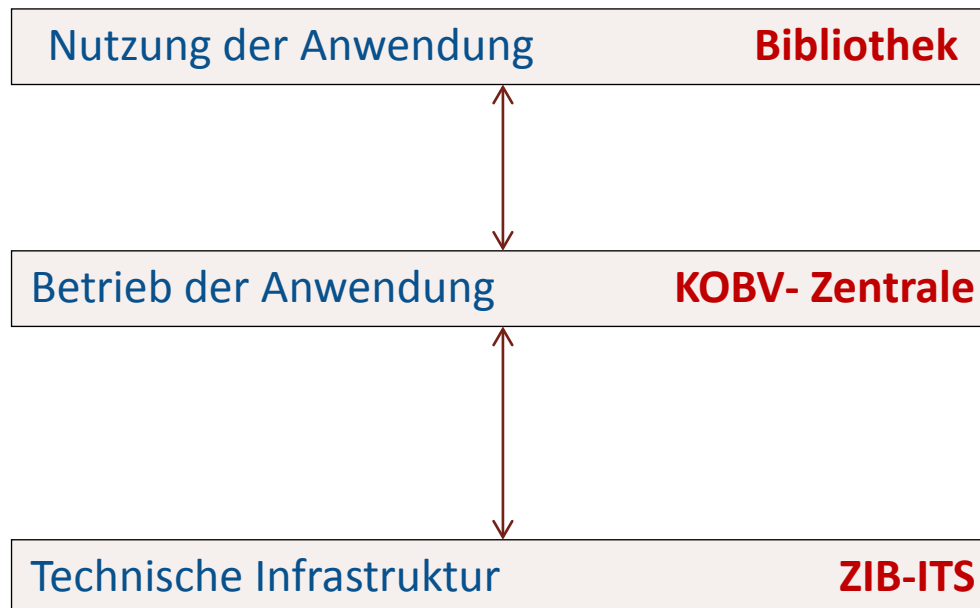 Nutzung der Anwendung Bibliothek
Betrieb der Anwendung KOBV- Zentrale
Technische Infrastruktur ZIB-ITS